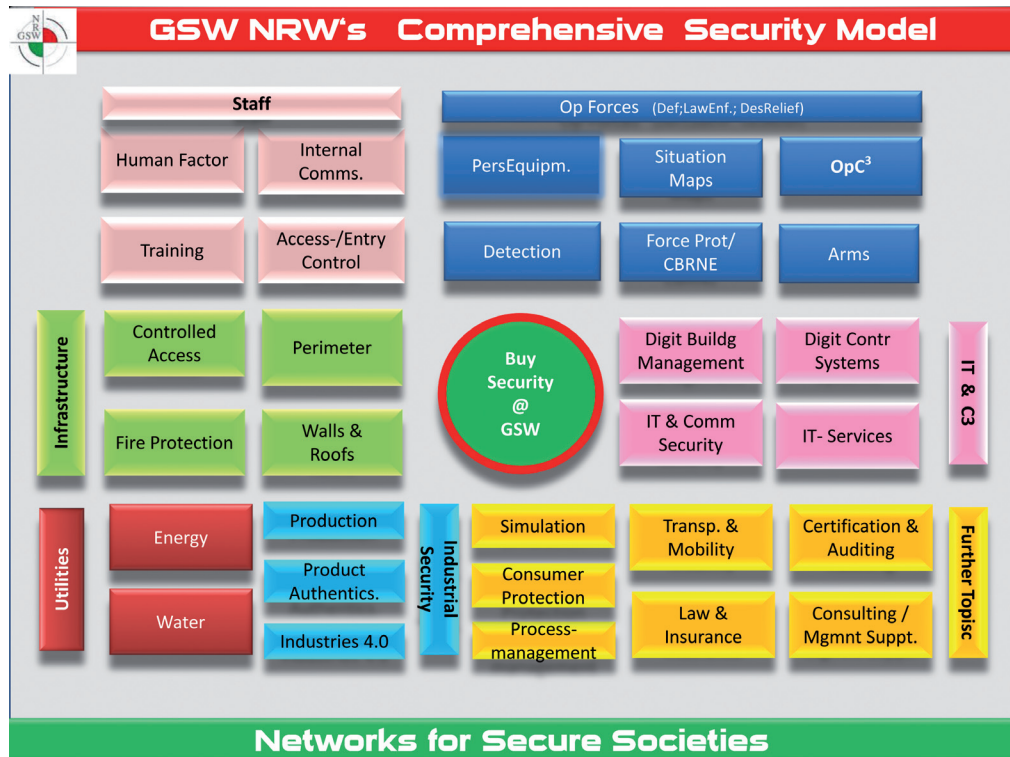 NR
GSW
GSW NRW's Comprehensive Security Model
Staff
Human Factor
Internal
Comms.
Training
Access-/Entry
Control
Op Forces (Def;LawEnf.; DesRelief)
PersEquipm.
Situation
Maps
OpC³
Detection
Force Prot/
CBRNE
Arms
Infrastructure
Controlled
Access
Perimeter
Fire Protection
Walls &
Roofs
Buy
Security
@
GSW
Digit Buildg
Management
Digit Contr
Systems
IT & Comm
Security
IT- Services
IT & C3
Utilities
Energy
Water
Production
Product
Authentics.
Industries 4.0
Industrial
Security
Simulation
Consumer
Protection
Process-
management
Transp. &
Mobility
Certification &
Auditing
Law &
Insurance
Consulting /
Mgmnt Suppt.
Further Topisc
Networks for Secure Societies